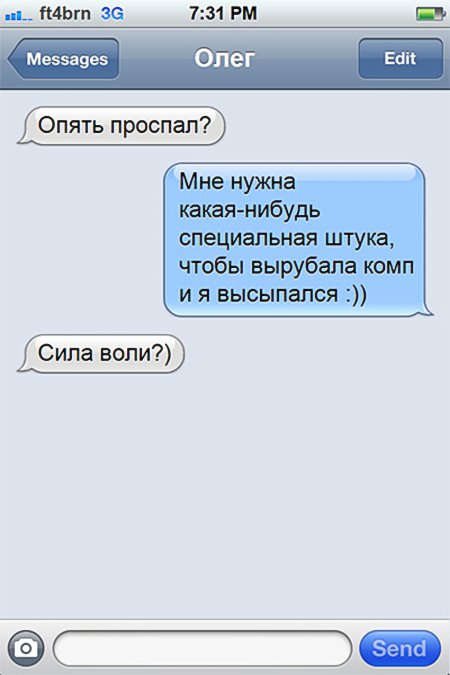 ft4brn 3G 7:31 PM
Messages Олег Edit
Опять проспал?
Мне нужна
какая-нибудь
специальная штука,
чтобы вырубала комп
и я высыпался :))
Сила воли?)
Send